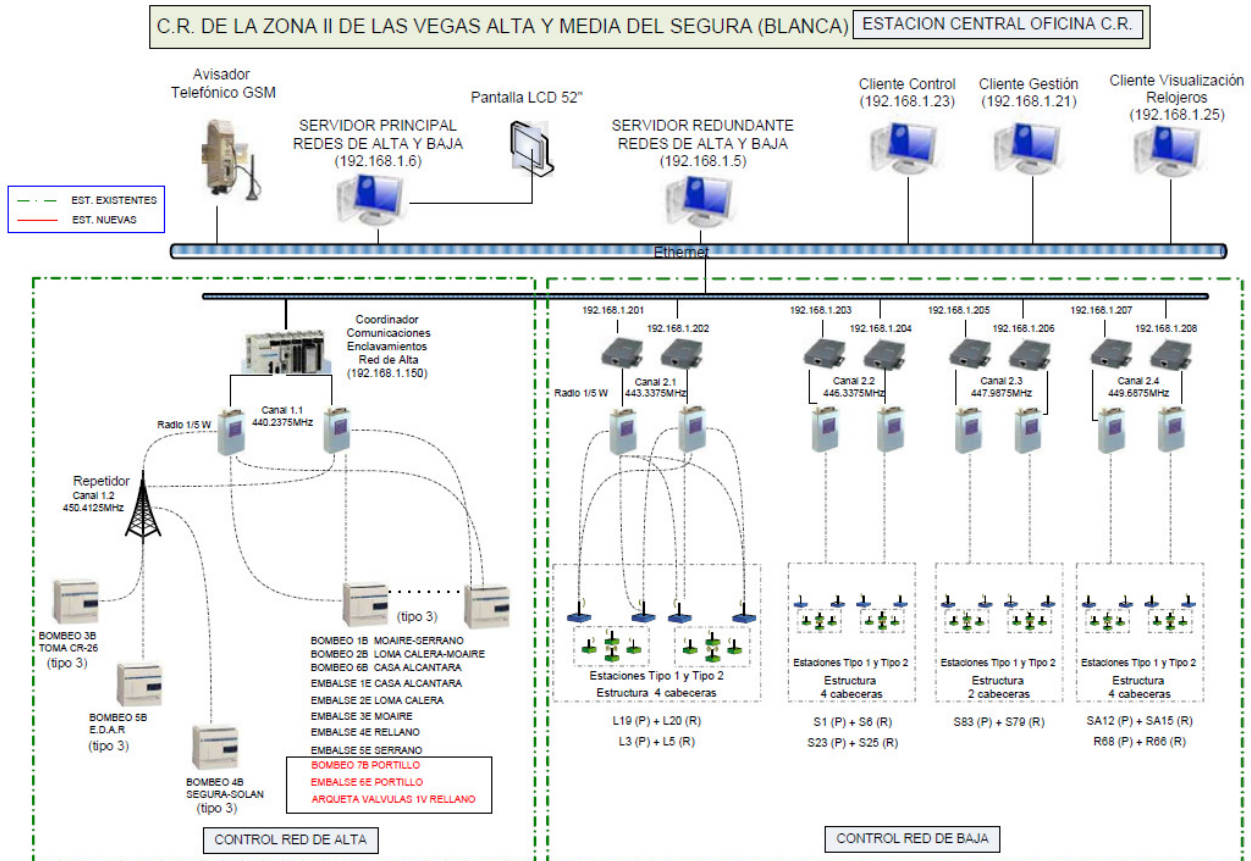 C.R. DE LA ZONA II DE LAS VEGAS ALTA Y MEDIA DEL SEGURA (BLANCA)
ESTACION CENTRAL OFICINA C.R.
Avisador
Telefónico GSM
SERVIDOR PRINCIPAL
REDES DE ALTA Y BAJA
(192.168.1.6)
Pantalla LCD 52"
SERVIDOR REDUNDANTE
REDES DE ALTA Y BAJA
(192.168.1.5)
Cliente Control
(192.168.1.23)
Cliente Gestión
(192.168.1.21)
Cliente Visualización
Relojeros
(192.168.1.25)
EST. EXISTENTES
EST. NUEVAS
Ethernet
Coordinador
Comunicaciones
Enclavamientos
Red de Alta
(192.168.1.150)
Canal 1.1
440.2375MHz
Radio 1/5 W
Repetidor
Canal 1.2
450.4125MHz
BOMBEO 3B
TOMA CR-26
(tipo 3)
BOMBEO 5B
E.D.A.R
(tipo 3)
BOMBEO 4B
SEGURA-SOLAN
(tipo 3)
(tipo 3)
BOMBEO 1B MOAIRE-SERRANO
BOMBEO 2B LOMA CALERA-MOAIRE
BOMBEO 6B CASA ALCANTARA
EMBALSE 1E CASA ALCANTARA
EMBALSE 2E LOMA CALERA
EMBALSE 3E MOAIRE
EMBALSE 4E RELLANO
EMBALSE 5E SERRANO
BOMBEO 7B PORTILLO
EMBALSE 6E PORTILLO
ARQUETA VALVULAS 1V RELLANO
CONTROL RED DE ALTA
192.168.1.201
192.168.1.202
Radio 1/5 W
Canal 2.1
443.3375MHz
Estaciones Tipo 1 y Tipo 2
Estructura 4 cabeceras
L19 (P) + L20 (R)
L3 (P) + L5 (R)
192.168.1.203
192.168.1.204
Canal 2.2
446.3375MHz
Estaciones Tipo 1 y Tipo 2
Estructura
4 cabeceras
S1 (P) + S6 (R)
S23 (P) + S25 (R)
192.168.1.205
192.168.1.206
Canal 2.3
447.9875MHz
Estaciones Tipo 1 y Tipo 2
Estructura
2 cabeceras
S83 (P) + S79 (R)
192.168.1.207
192.168.1.208
Canal 2.4
449.6875MHz
Estaciones Tipo 1 y Tipo 2
Estructura
4 cabeceras
SA12 (P) + SA15 (R)
R68 (P) + R66 (R)
CONTROL RED DE BAJA